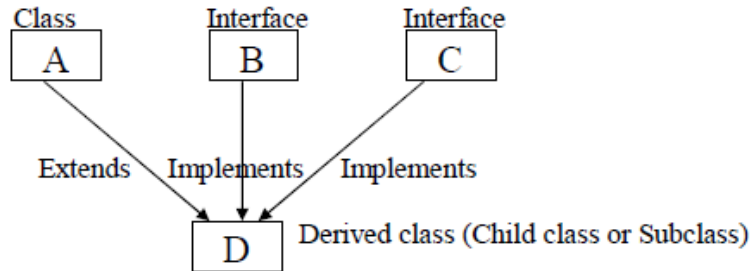 Class Interface Interface
A B C
Extends Implements Implements
D Derived class (Child class or Subclass)